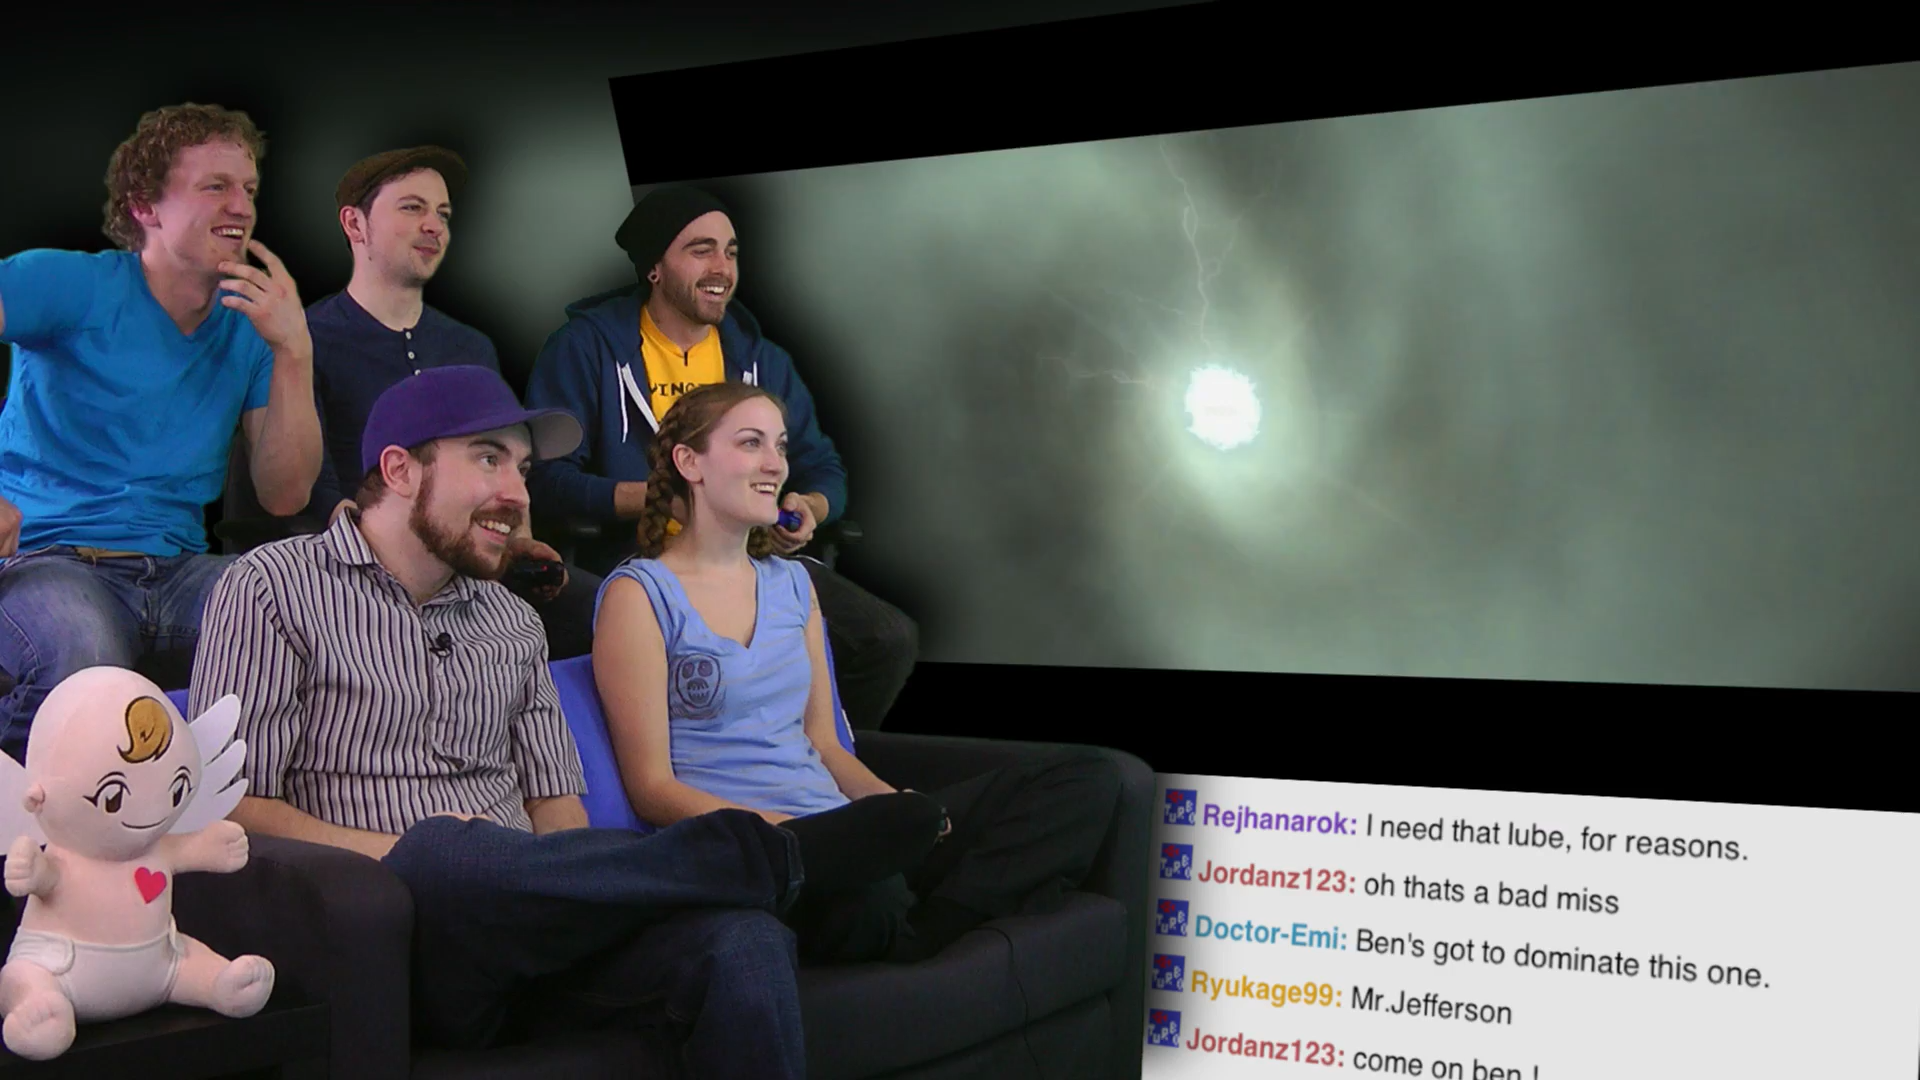 VING
Rejhanarok: I need that lube, for reasons.
Jordanz123: oh thats a bad miss
Doctor-Emi: Ben's got to dominate this one.
Ryukage99: Mr.Jefferson
Jordanz123: come on ben !